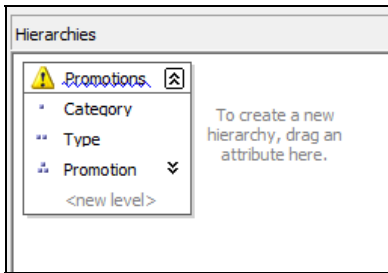 Hierarchies
Promotions
Category
Type
Promotion
<new level>
To create a new
hierarchy, drag an
attribute here.